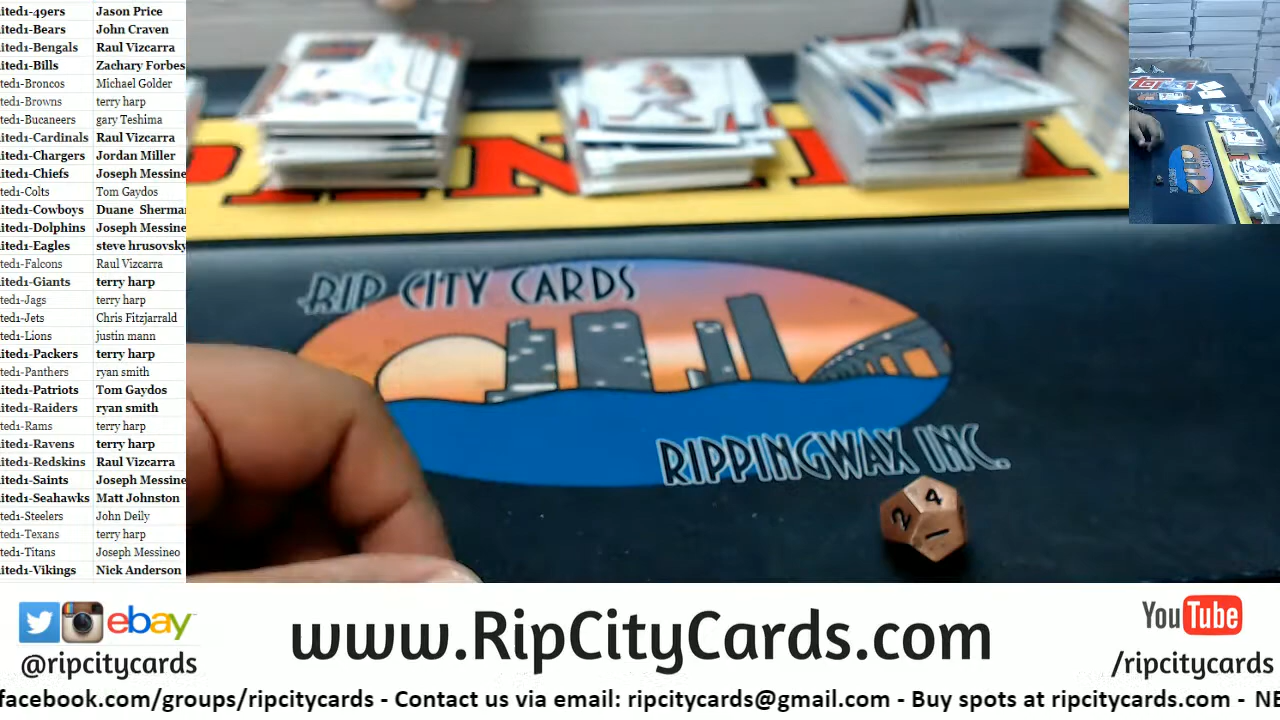 ited1-49ers Jason Price
ited1-Bears John Craven
ited1-Bengals Raul Vizcarra
ited1-Bills Zachary Forbes
ted1-Broncos Michael Golder
ted1-Browns terry harp
ted1-Bucaneers gary Teshima
ited1-Cardinals Raul Vizcarra
ited1-Chargers Jordan Miller
ited1-Chiefs Joseph Messine
ted1-Colts Tom Gaydos
ited1-Cowboys Duane Sherma
ited1-Dolphins Joseph Messine
ited1-Eagles steve hrusovsky
ted1-Falcons Raul Vizcarra
ited1-Giants terry harp
ted1-Jags terry harp
ted1-Jets Chris Fitzjarrald
ted1-Lions justin mann
ited1-Packers terry harp
ted1-Panthers ryan smith
ited1-Patriots Tom Gaydos
ited1-Raiders ryan smith
ted1-Rams terry harp
ited1-Ravens terry harp
ited1-Redskins Raul Vizcarra
ited1-Saints Joseph Messine
ited1-Seahawks Matt Johnston
ted1-Steelers John Deily
ted1-Texans terry harp
ted1-Titans Joseph Messineo
ited1-Vikings Nick Anderson
RIP CITY CARDS
RIPPINGWAX INC.
4
2
1
ebay
@ripcitycards
www.RipCityCards.com
YouTube
/ripcitycards
facebook.com/groups/ripcitycards - Contact us via email: ripcitycards@gmail.com - Buy spots at ripcitycards.com - NE